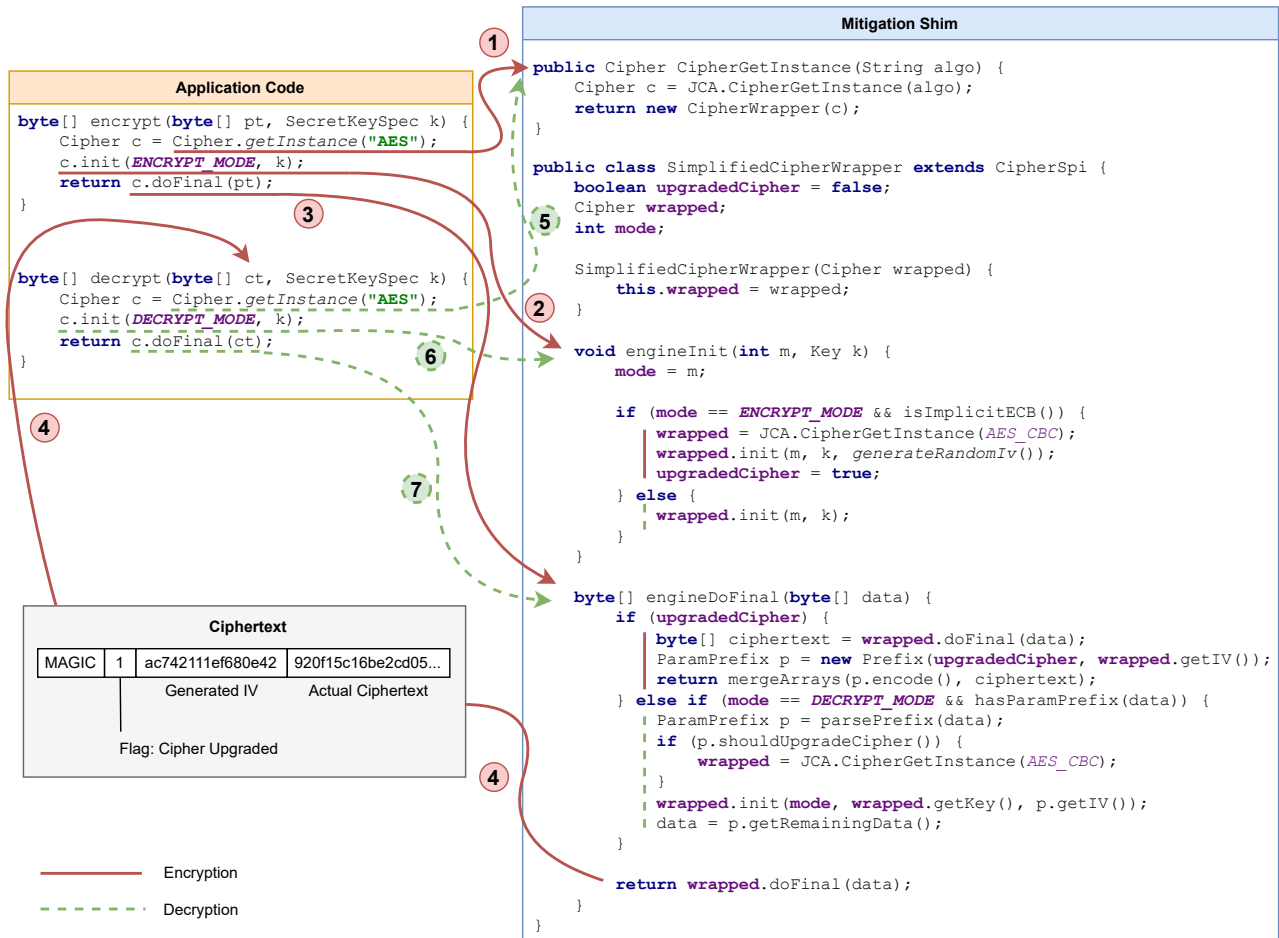 Application Code
byte[] encrypt(byte[] pt, SecretKeySpec k) {
Cipher c = Cipher.getInstance("AES");
c.init(ENCRYPT_MODE, k);
return c.doFinal(pt);
}
byte[] decrypt(byte[] ct, SecretKeySpec k) {
Cipher c = Cipher.getInstance("AES");
c.init(DECRYPT_MODE, k);
return c.doFinal(ct);
}
1
3
5
2
6
4
7
4
Ciphertext
MAGIC 1 ac742111ef680e42 920f15c16be2cd05...
Generated IV Actual Ciphertext
Flag: Cipher Upgraded
Encryption
Decryption
Mitigation Shim
public Cipher CipherGetInstance(String algo) {
Cipher c = JCA.CipherGetInstance(algo);
return new CipherWrapper(c);
}
public class SimplifiedCipherWrapper extends CipherSpi {
boolean upgradedCipher = false;
Cipher wrapped;
int mode;
SimplifiedCipherWrapper(Cipher wrapped) {
this.wrapped = wrapped;
}
void engineInit(int m, Key k) {
mode = m;
if (mode == ENCRYPT_MODE && isImplicitECB()) {
wrapped = JCA.CipherGetInstance(AES_CBC);
wrapped.init(m, k, generateRandomIv());
upgradedCipher = true;
} else {
wrapped.init(m, k);
}
}
byte[] engineDoFinal(byte[] data) {
if (upgradedCipher) {
byte[] ciphertext = wrapped.doFinal(data);
ParamPrefix p = new Prefix(upgradedCipher, wrapped.getIV());
return mergeArrays(p.encode(), ciphertext);
} else if (mode == DECRYPT_MODE && hasParamPrefix(data)) {
ParamPrefix p = parsePrefix(data);
if (p.shouldUpgradeCipher()) {
wrapped = JCA.CipherGetInstance(AES_CBC);
}
wrapped.init(mode, wrapped.getKey(), p.getIV());
data = p.getRemainingData();
}
return wrapped.doFinal(data);
}
}